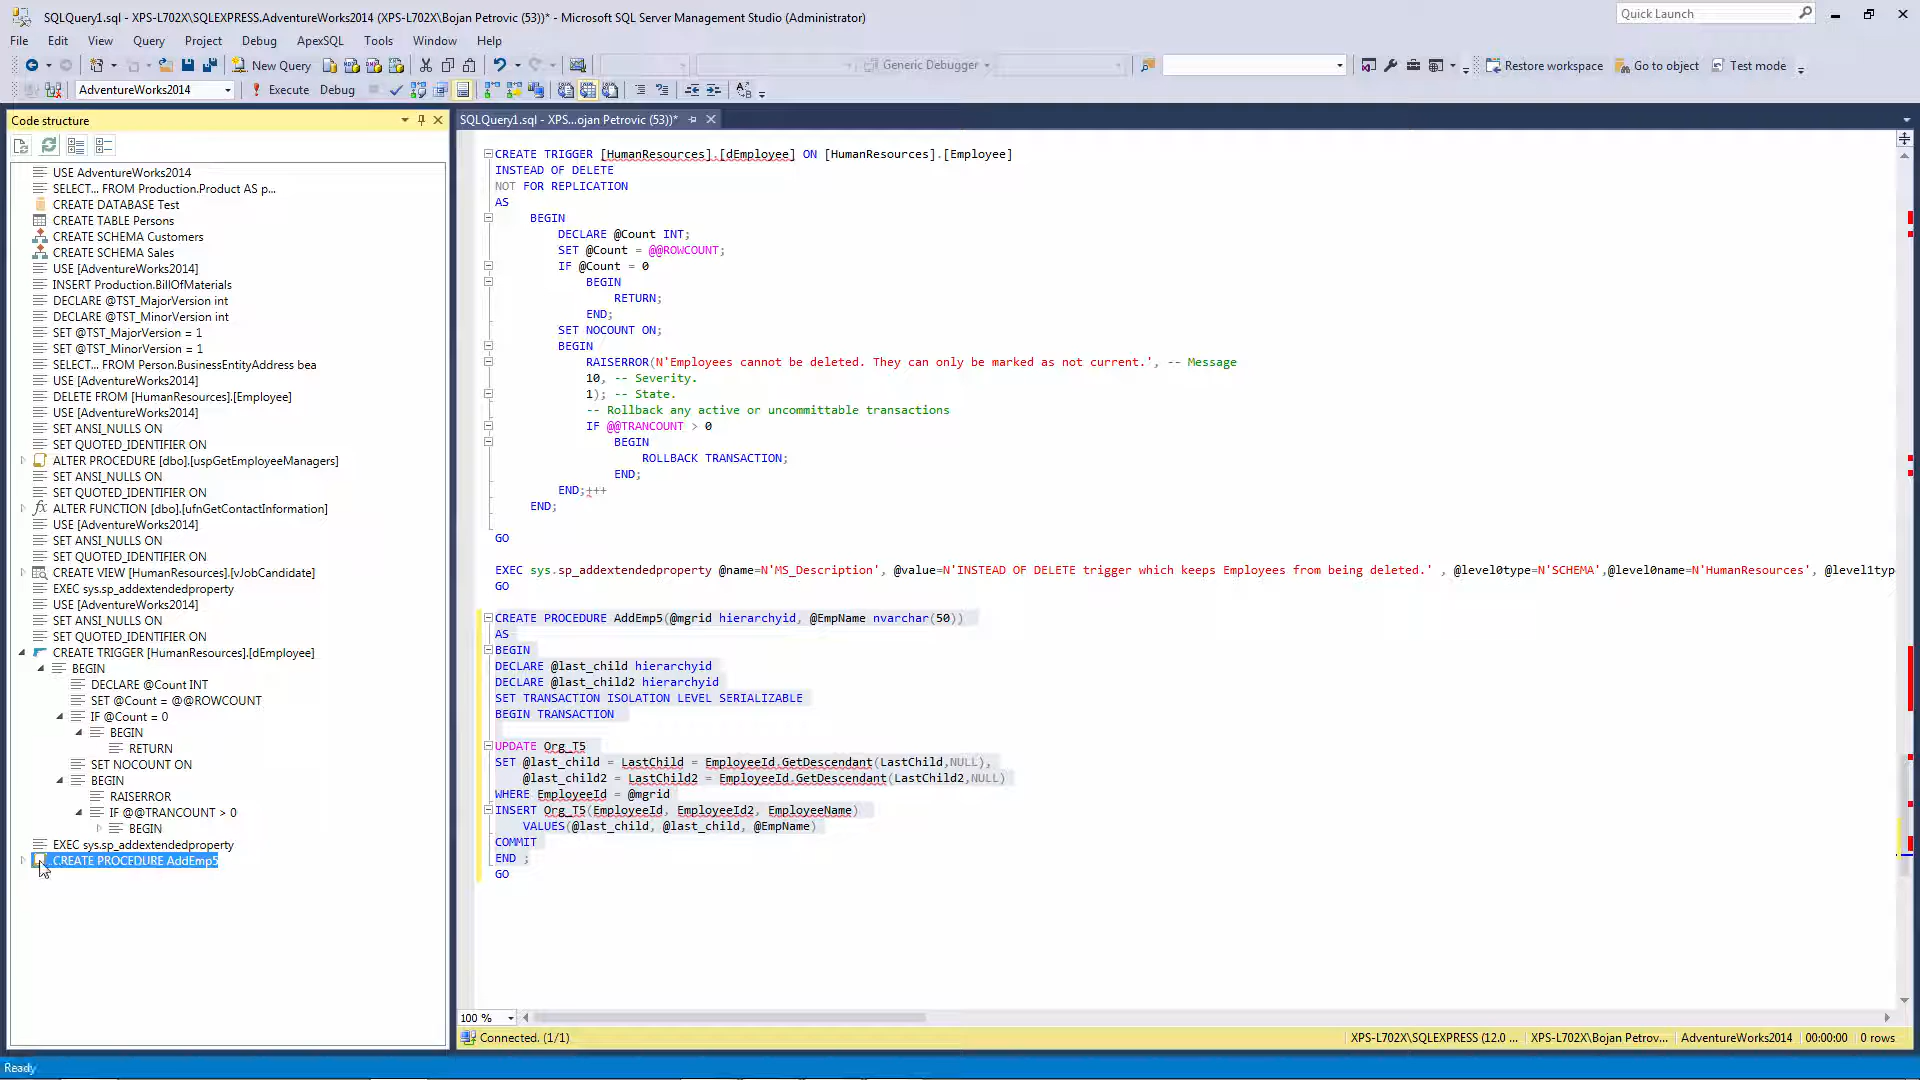 SQLQuery1.sql - XPS-L702X\SQLEXPRESS.AdventureWorks2014 (XPS-L702X\Bojan Petrovic (53))* - Microsoft SQL Server Management Studio (Administrator)
Quick Launch
File Edit View Query Project Debug ApexSQL Tools Window Help
New Query Generic Debugger Restore workspace Go to object Test mode
AdventureWorks2014 Execute Debug
Code structure
SQLQuery1.sql - XPS...ojan Petrovic (53))*
USE AdventureWorks2014
SELECT... FROM Production.Product AS p...
CREATE DATABASE Test
CREATE TABLE Persons
CREATE SCHEMA Customers
CREATE SCHEMA Sales
USE [AdventureWorks2014]
INSERT Production.BillOfMaterials
DECLARE @TST_MajorVersion int
DECLARE @TST_MinorVersion int
SET @TST_MajorVersion = 1
SET @TST_MinorVersion = 1
SELECT... FROM Person.BusinessEntityAddress bea
USE [AdventureWorks2014]
DELETE FROM [HumanResources].[Employee]
USE [AdventureWorks2014]
SET ANSI_NULLS ON
SET QUOTED_IDENTIFIER ON
ALTER PROCEDURE [dbo].[uspGetEmployeeManagers]
SET ANSI_NULLS ON
SET QUOTED_IDENTIFIER ON
fx ALTER FUNCTION [dbo].[ufnGetContactInformation]
USE [AdventureWorks2014]
SET ANSI_NULLS ON
SET QUOTED_IDENTIFIER ON
CREATE VIEW [HumanResources].[vJobCandidate]
EXEC sys.sp_addextendedproperty
USE [AdventureWorks2014]
SET ANSI_NULLS ON
SET QUOTED_IDENTIFIER ON
CREATE TRIGGER [HumanResources].[dEmployee]
BEGIN
DECLARE @Count INT
SET @Count = @@ROWCOUNT
IF @Count = 0
BEGIN
RETURN
SET NOCOUNT ON
BEGIN
RAISERROR
IF @@TRANCOUNT > 0
BEGIN
EXEC sys.sp_addextendedproperty
CREATE PROCEDURE AddEmp5
CREATE TRIGGER [HumanResources].[dEmployee] ON [HumanResources].[Employee]
INSTEAD OF DELETE
NOT FOR REPLICATION
AS
BEGIN
DECLARE @Count INT;
SET @Count = @@ROWCOUNT;
IF @Count = 0
BEGIN
RETURN;
END;
SET NOCOUNT ON;
BEGIN
RAISERROR(N'Employees cannot be deleted. They can only be marked as not current.', -- Message
10, -- Severity.
1); -- State.
-- Rollback any active or uncommittable transactions
IF @@TRANCOUNT > 0
BEGIN
ROLLBACK TRANSACTION;
END;
END;+++
END;
GO
EXEC sys.sp_addextendedproperty @name=N'MS_Description', @value=N'INSTEAD OF DELETE trigger which keeps Employees from being deleted.' , @level0type=N'SCHEMA',@level0name=N'HumanResources', @level1typ
GO
CREATE PROCEDURE AddEmp5(@mgrid hierarchyid, @EmpName nvarchar(50))
AS
BEGIN
DECLARE @last_child hierarchyid
DECLARE @last_child2 hierarchyid
SET TRANSACTION ISOLATION LEVEL SERIALIZABLE
BEGIN TRANSACTION
UPDATE Org_T5
SET @last_child = LastChild = EmployeeId.GetDescendant(LastChild,NULL),
@last_child2 = LastChild2 = EmployeeId.GetDescendant(LastChild2,NULL)
WHERE EmployeeId = @mgrid
INSERT Org_T5(EmployeeId, EmployeeId2, EmployeeName)
VALUES(@last_child, @last_child, @EmpName)
COMMIT
END ;
GO
100 %
Connected. (1/1) XPS-L702X\SQLEXPRESS (12.0 ... XPS-L702X\Bojan Petrov... AdventureWorks2014 00:00:00 0 rows
Ready